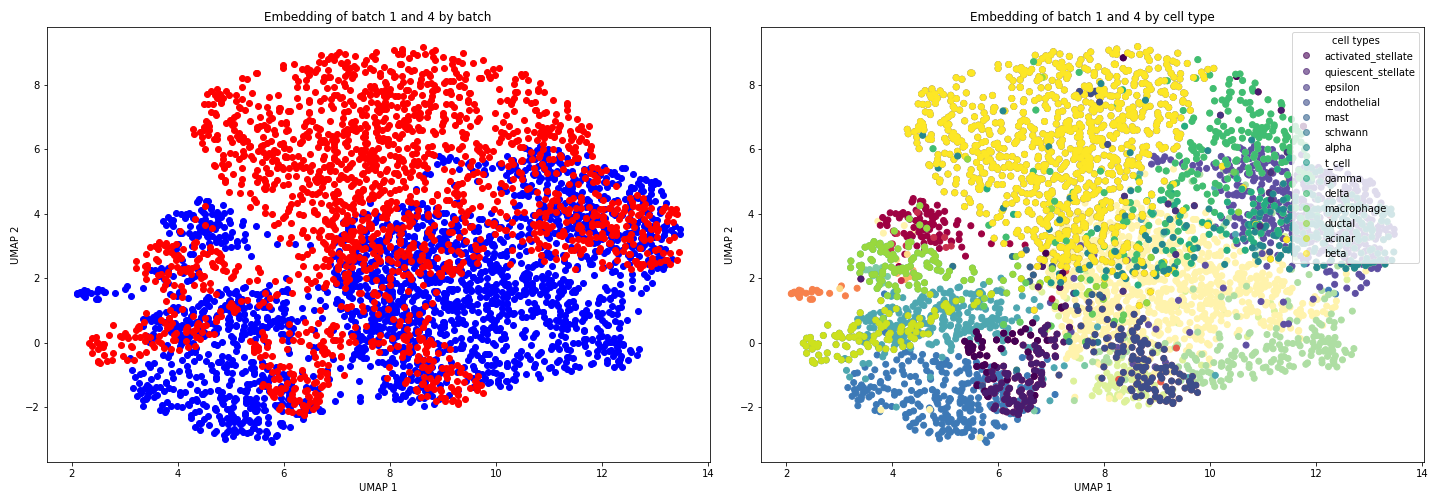 Embedding of batch 1 and 4 by batch
8
6
4
2
0
−2
UMAP 2
2
4
6
8
10
12
14
UMAP 1
Embedding of batch 1 and 4 by cell type
8
6
4
2
0
−2
UMAP 2
2
4
6
8
10
12
14
UMAP 1
cell types
activated_stellate
quiescent_stellate
epsilon
endothelial
mast
schwann
alpha
t_cell
gamma
delta
macrophage
ductal
acinar
beta